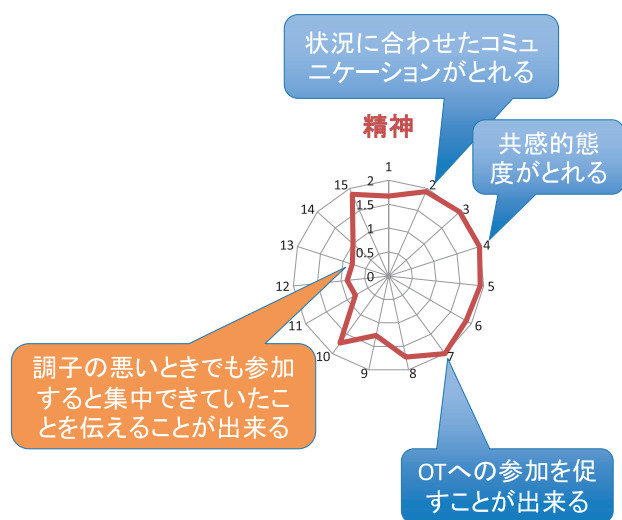 状況に合わせたコミュ
ニケーションがとれる
精神
共感的態
度がとれる
1
2
3
4
5
6
7
8
9
10
11
12
13
14
15
2
1.5
1
0.5
0
調子の悪いときでも参加
すると集中できていたこ
とを伝えることが出来る
OTへの参加を促
すことが出来る